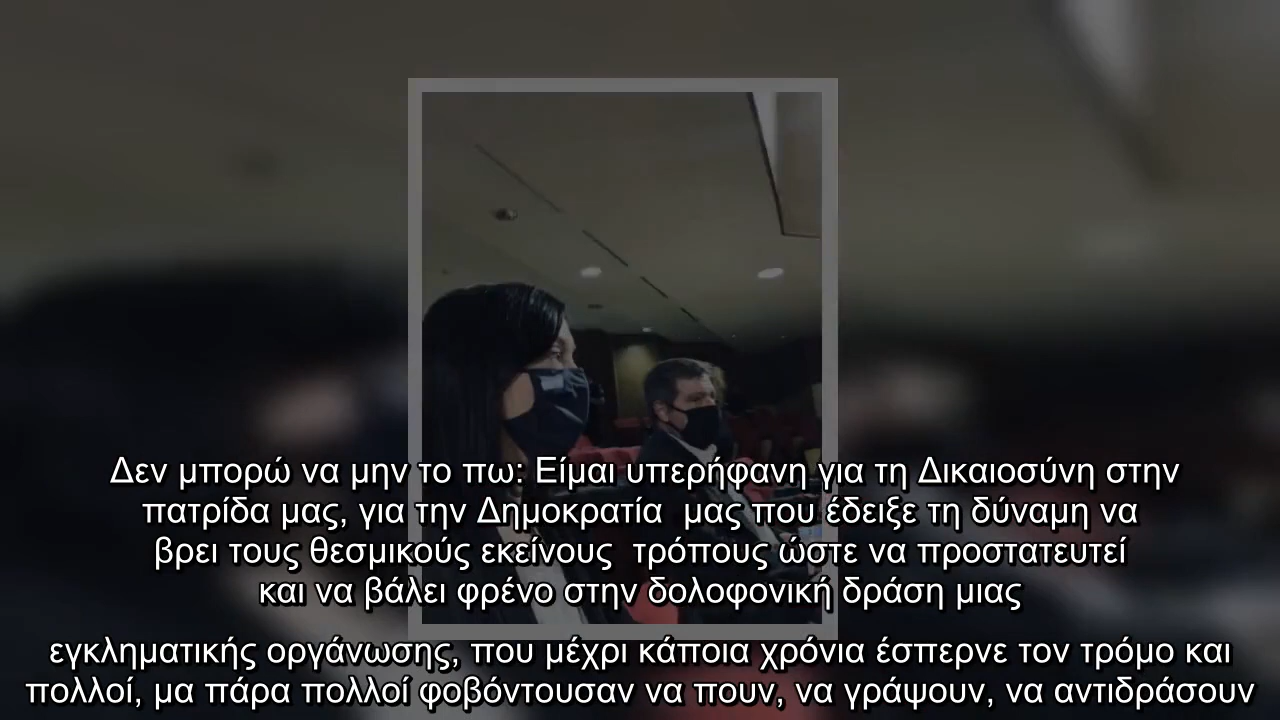 Δεν μπορώ να μην το πω: Είμαι υπερήφανη για τη Δικαιοσύνη στην
πατρίδα μας, για την Δημοκρατία  μας που έδειξε τη δύναμη να
βρει τους θεσμικούς εκείνους  τρόπους ώστε να προστατευτεί
και να βάλει φρένο στην δολοφονική δράση μιας
εγκληματικής οργάνωσης, που μέχρι κάποια χρόνια έσπερνε τον τρόμο και
πολλοί, μα πάρα πολλοί φοβόντουσαν να πουν, να γράψουν, να αντιδράσουν